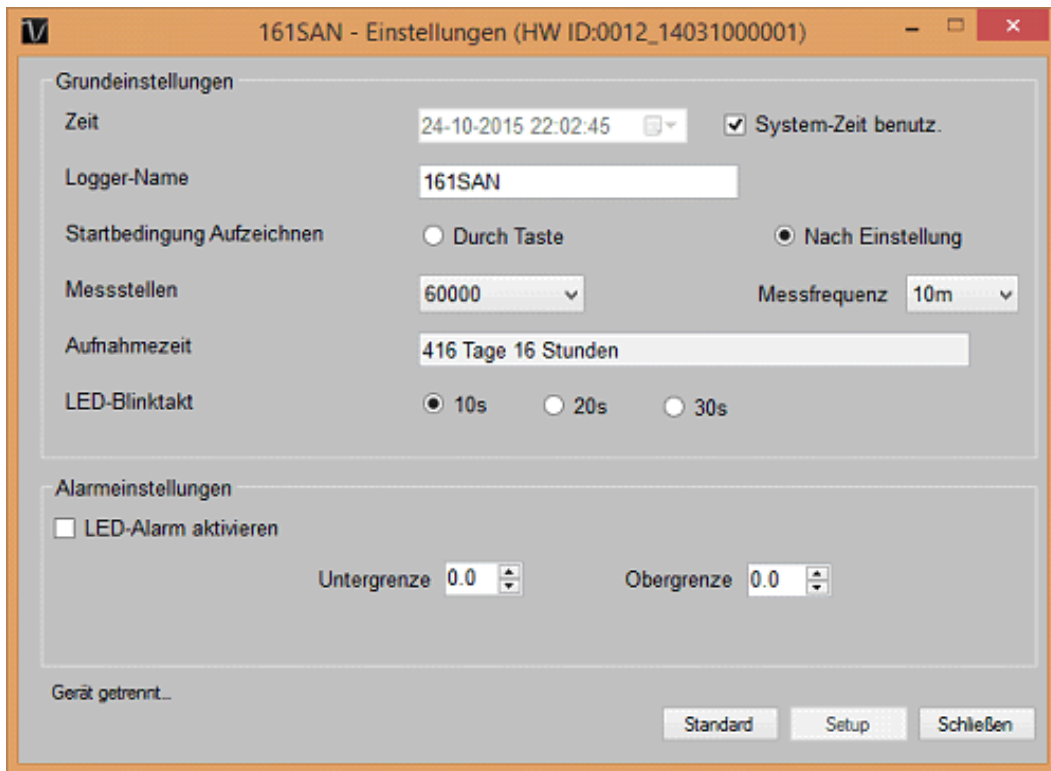 161SAN - Einstellungen (HW ID:0012_14031000001)
Grundeinstellungen
Zeit 24-10-2015 22:02:45 System-Zeit benutz.
Logger-Name 161SAN
Startbedingung Aufzeichnen Durch Taste Nach Einstellung
Messstellen 60000 Messfrequenz 10m
Aufnahmezeit 416 Tage 16 Stunden
LED-Blinktakt 10s 20s 30s
Alarmeinstellungen
LED-Alarm aktivieren
Untergrenze 0.0 Obergrenze 0.0
Gerät getrennt...
Standard Setup Schließen